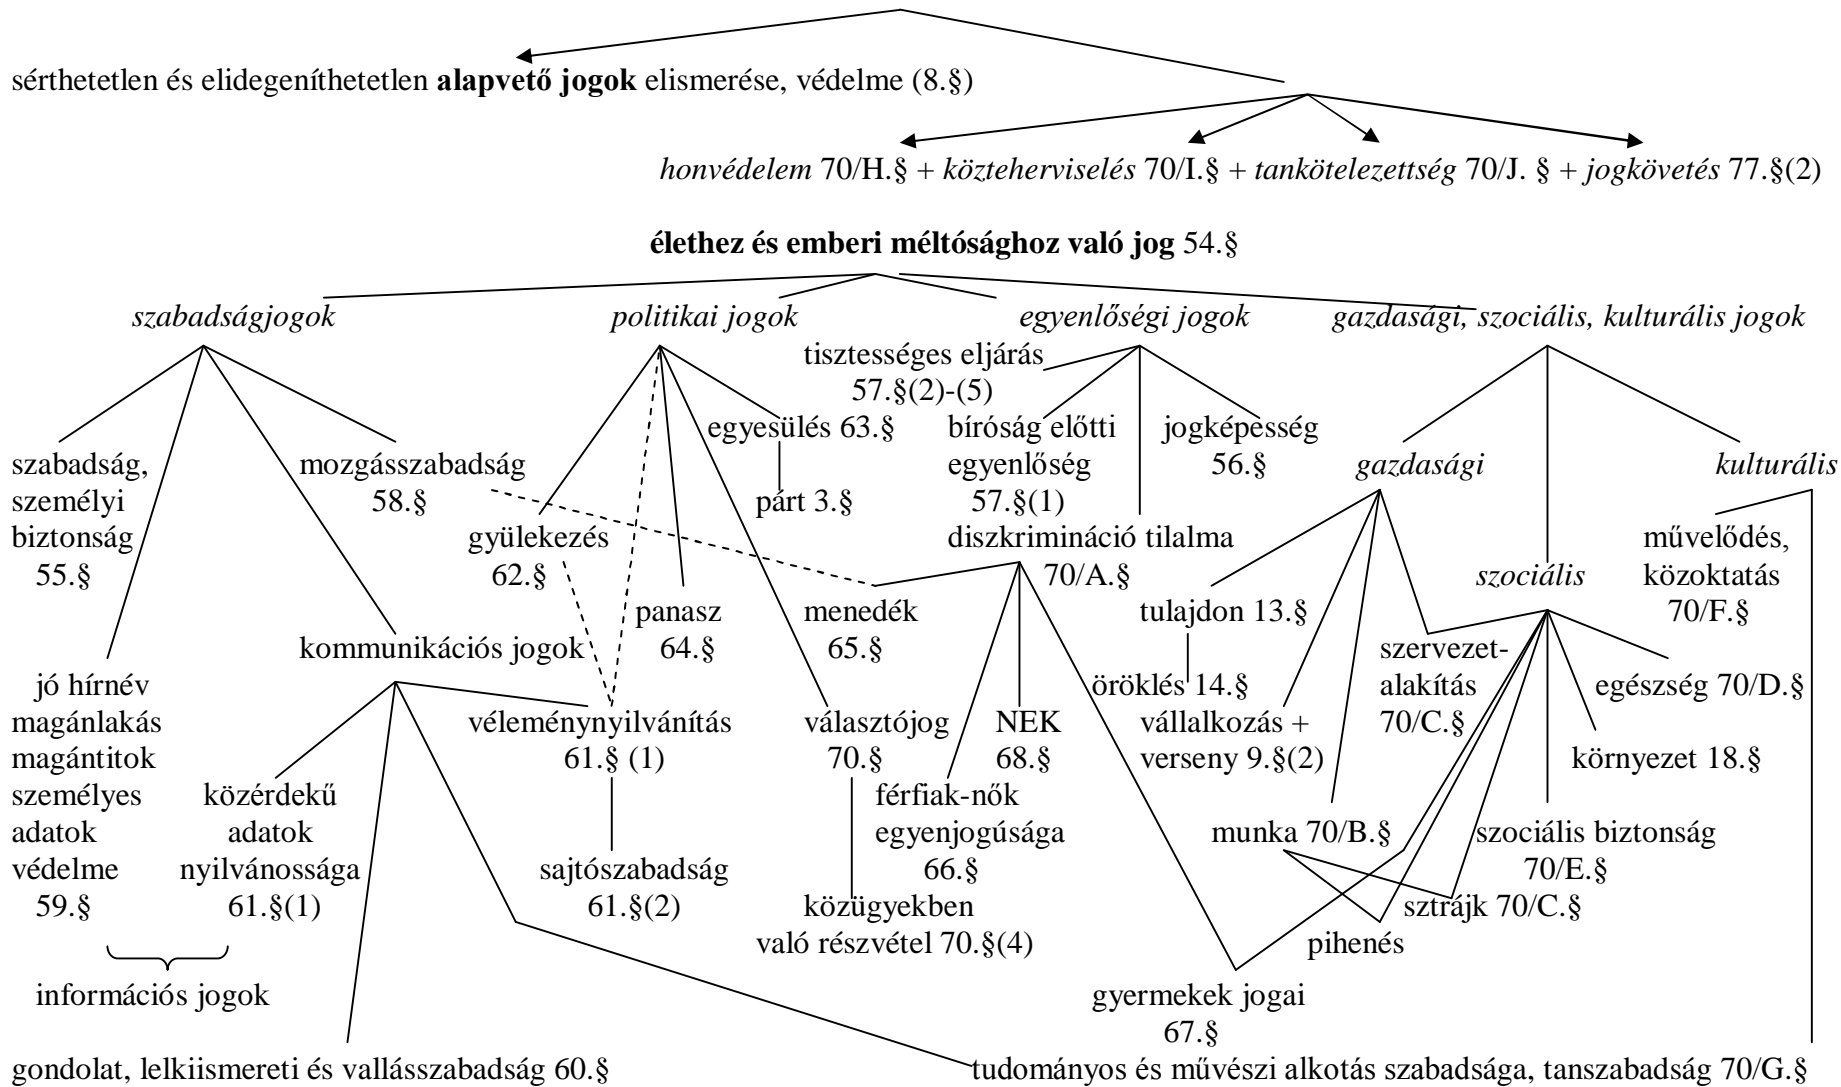 sérthetetlen és elidegeníthetetlen alapvető jogok elismerése, védelme (8.§)
honvédelem 70/H.§ + közteherviselés 70/I.§ + tankötelezettség 70/J. § + jogkövetés 77.§(2)
élethez és emberi méltósághoz való jog 54.§
szabadságjogok
politikai jogok
egyenlőségi jogok
gazdasági, szociális, kulturális jogok
tisztességes eljárás
57.§(2)-(5)
egyesülés 63.§
párt 3.§
bíróság előtti
egyenlőség
57.§(1)
jogképesség
56.§
szabadság,
személyi
biztonság
55.§
mozgásszabadság
58.§
gazdasági
kulturális
gyülekezés
62.§
diszkrimináció tilalma
70/A.§
szociális
művelődés,
közoktatás
70/F.§
panasz
64.§
menedék
65.§
tulajdon 13.§
öröklés 14.§
kommunikációs jogok
szervezet-
alakítás
70/C.§
egészség 70/D.§
jó hírnév
magánlakás
magántitok
személyes
adatok
védelme
59.§
véleménynyilvánítás
61.§ (1)
választójog
70.§
NEK
68.§
vállalkozás +
verseny 9.§(2)
környezet 18.§
közérdekű
adatok
nyilvánossága
61.§(1)
sajtószabadság
61.§(2)
férfiak-nők
egyenjogúsága
66.§
munka 70/B.§
szociális biztonság
70/E.§
közügyekben
való részvétel 70.§(4)
sztrájk 70/C.§
pihenés
információs jogok
gyermekek jogai
67.§
gondolat, lelkiismereti és vallásszabadság 60.§
tudományos és művészi alkotás szabadsága, tanszabadság 70/G.§